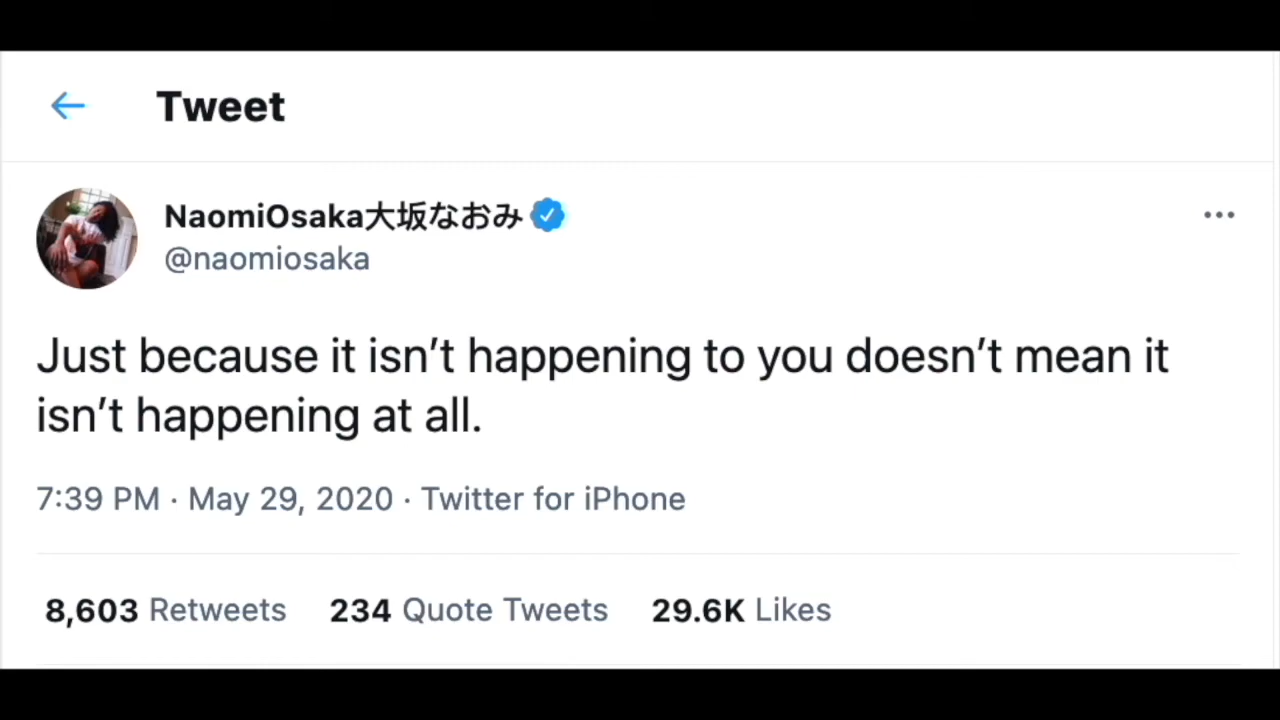 Tweet
NaomiOsaka大坂なおみ
@naomiosaka
Just because it isn’t happening to you doesn’t mean it
isn’t happening at all.
7:39 PM · May 29, 2020 · Twitter for iPhone
8,603 Retweets 234 Quote Tweets 29.6K Likes